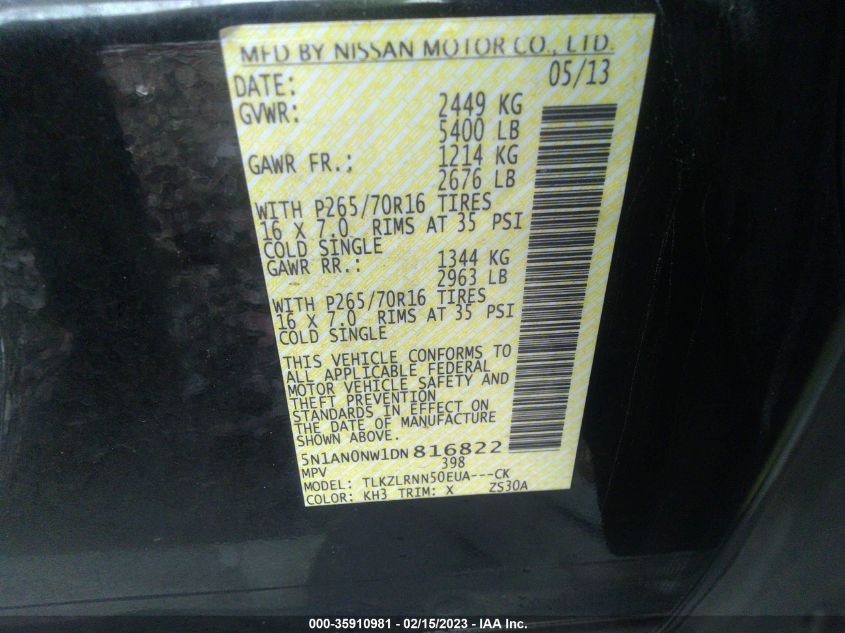 MFD BY NISSAN MOTOR CO., LTD.
DATE: 05/13
GVWR: 2449 KG
5400 LB
GAWR FR.: 1214 KG
2676 LB
WITH P265/70R16 TIRES
16 X 7.0 RIMS AT 35 PSI
COLD SINGLE
GAWR RR.: 1344 KG
2963 LB
WITH P265/70R16 TIRES
16 X 7.0 RIMS AT 35 PSI
COLD SINGLE
THIS VEHICLE CONFORMS TO
ALL APPLICABLE FEDERAL
MOTOR VEHICLE SAFETY AND
THEFT PREVENTION
STANDARDS IN EFFECT ON
THE DATE OF MANUFACTURE
SHOWN ABOVE.
5N1AN0NW1DN816822
MPV 398
MODEL: TLKZLRNN50EUA---CK
COLOR: KH3 TRIM: X ZS30A
000-35910981 - 02/15/2023 - IAA Inc.